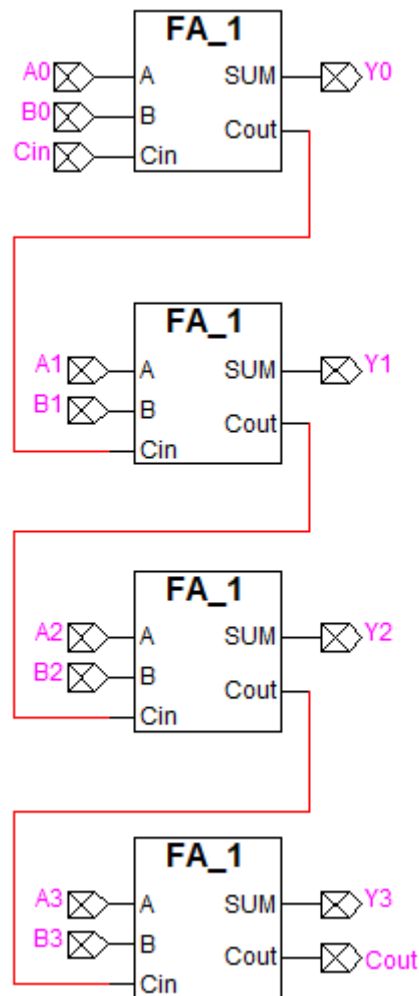 FA_1
A0 A SUM Y0
B0 B
Cout
Cin Cin
FA_1
A1 A SUM Y1
B1 B
Cout
Cin
FA_1
A2 A SUM Y2
B2 B
Cout
Cin
FA_1
A3 A SUM Y3
B3 B
Cout Cout
Cin